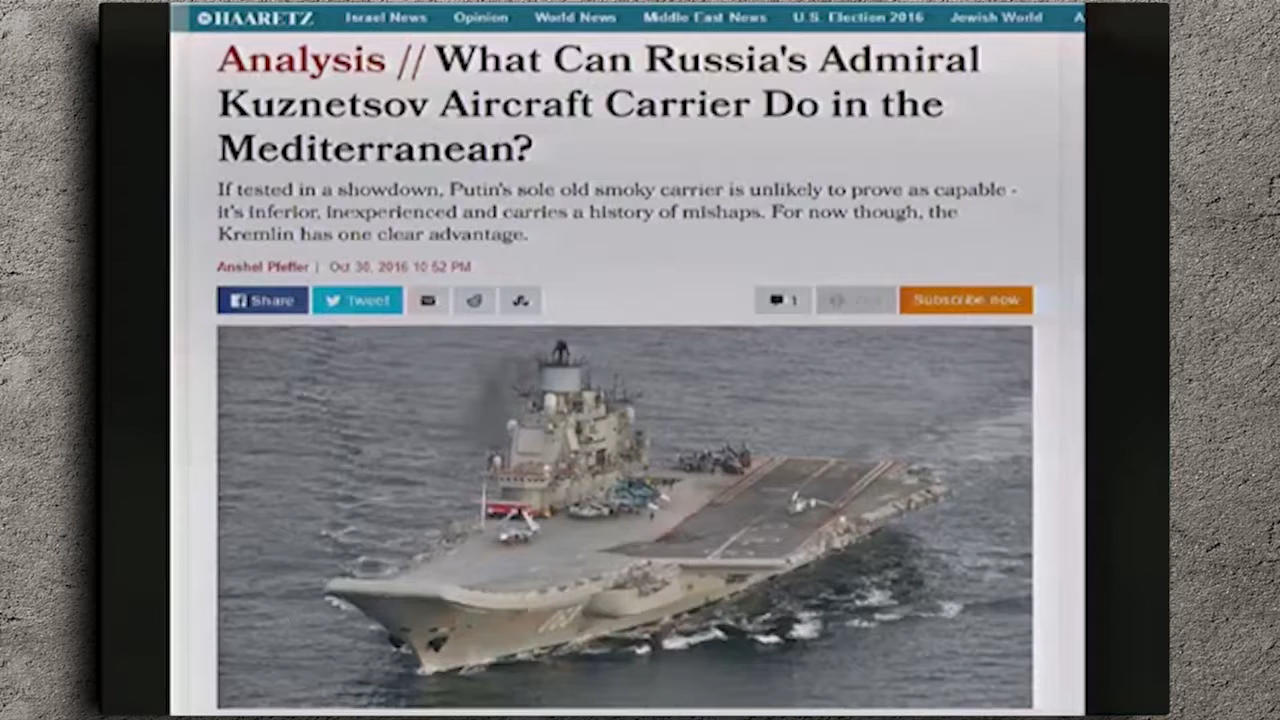 HAARETZ Israel News Opinion World News Middle East News U.S. Election 2016 Jewish World A
Analysis // What Can Russia's Admiral
Kuznetsov Aircraft Carrier Do in the
Mediterranean?
If tested in a showdown, Putin's sole old smoky carrier is unlikely to prove as capable -
it's inferior, inexperienced and carries a history of mishaps. For now though, the
Kremlin has one clear advantage.
Anshel Pfeffer | Oct 30, 2016 10:52 PM
Share Tweet 1 Subscribe now